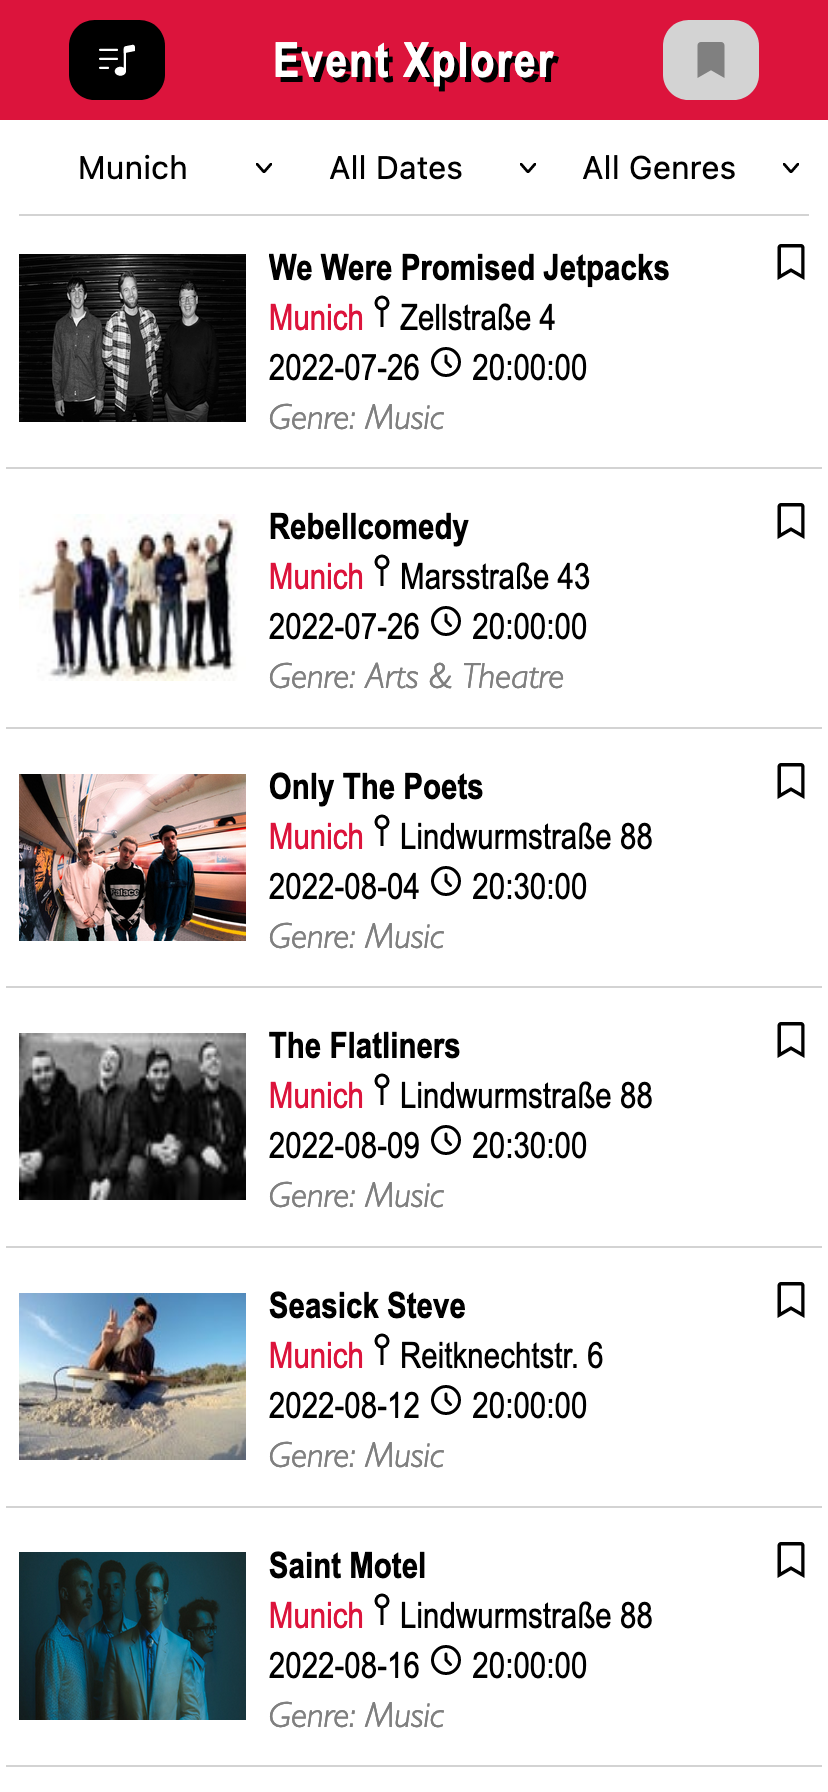 Event Xplorer
Munich All Dates All Genres
We Were Promised Jetpacks
Munich Zellstraße 4
2022-07-26 20:00:00
Genre: Music
Rebellcomedy
Munich Marsstraße 43
2022-07-26 20:00:00
Genre: Arts & Theatre
Only The Poets
Munich Lindwurmstraße 88
2022-08-04 20:30:00
Genre: Music
Palace
The Flatliners
Munich Lindwurmstraße 88
2022-08-09 20:30:00
Genre: Music
Seasick Steve
Munich Reitknechtstr. 6
2022-08-12 20:00:00
Genre: Music
Saint Motel
Munich Lindwurmstraße 88
2022-08-16 20:00:00
Genre: Music